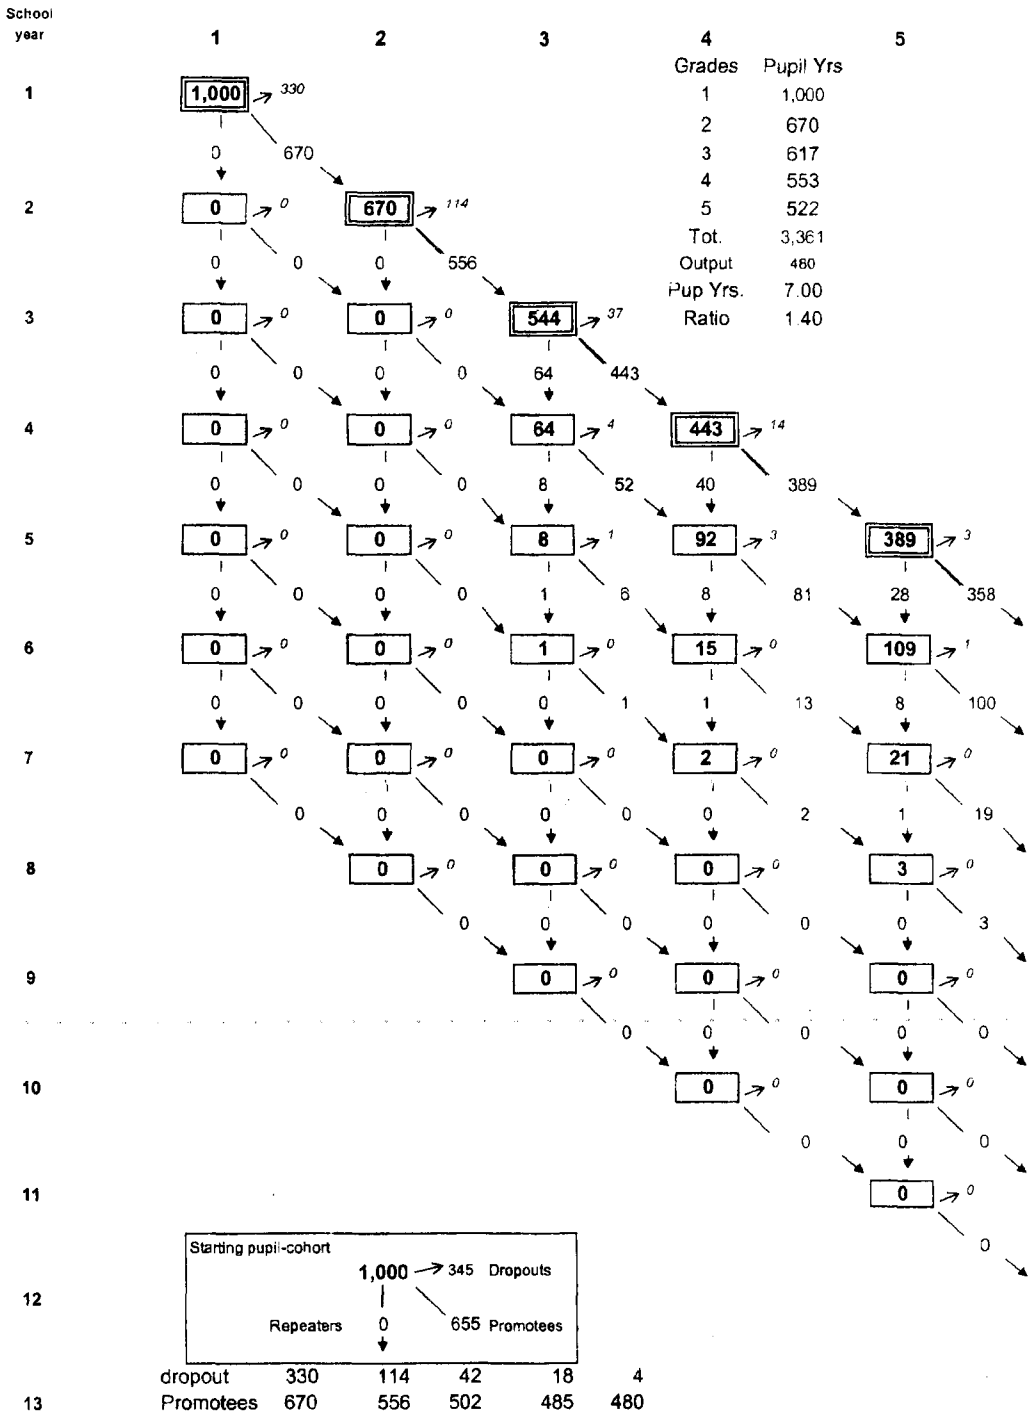 School
year
1 2 3 4 5
Grades Pupil Yrs
1 1,000 330 1 1,000
2 670
0 670 3 617
4 553
2 0 0 670 114 5 522
Tot. 3,361
0 0 0 556 Output 480
Pup Yrs. 7.00
3 0 0 0 0 544 37 Ratio 1.40
0 0 0 0 64 443
4 0 0 0 0 64 4 443 14
0 0 0 0 8 52 40 389
5 0 0 0 0 8 1 92 3 389 3
0 0 0 0 1 6 8 81 28 358
6 0 0 0 0 1 0 15 0 109 1
0 0 0 0 0 1 1 13 8 100
7 0 0 0 0 0 0 2 0 21 0
0 0 0 0 0 0 2 1 19
8 0 0 0 0 0 0 3 0
0 0 0 0 0 0 3
9 0 0 0 0 0 0
0 0 0 0 0
10 0 0 0 0
0 0 0
11 0 0
0
Starting pupil-cohort
1,000 345 Dropouts
12
Repeaters 0 655 Promotees
dropout 330 114 42 18 4
13 Promotees 670 556 502 485 480